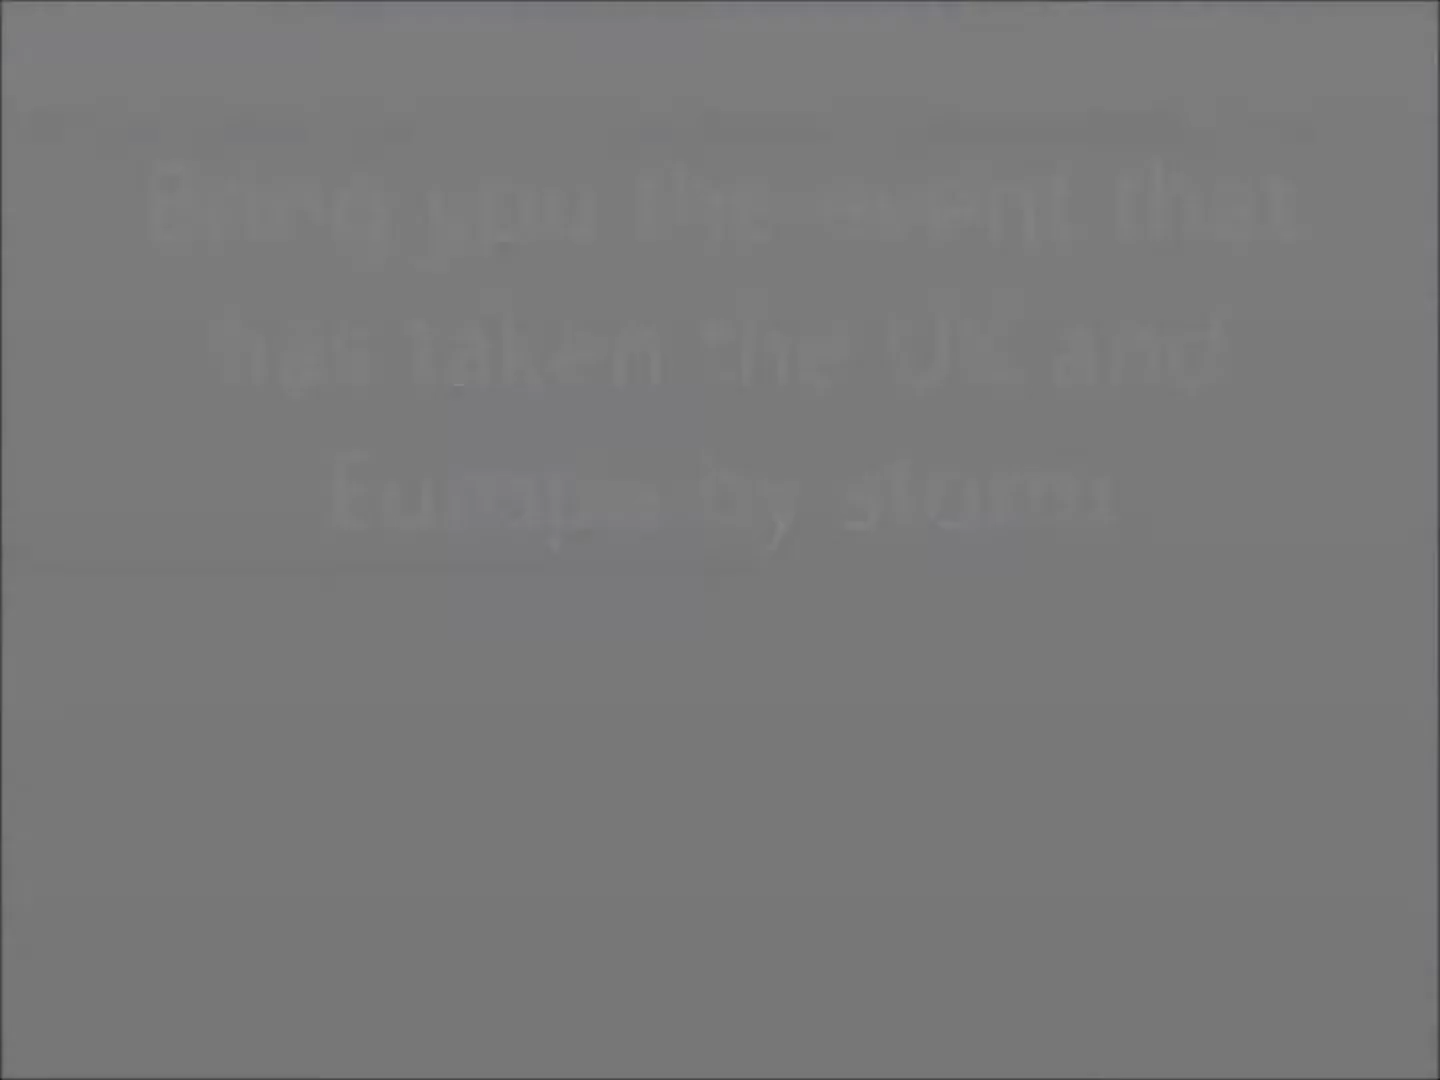 Bring you the event that
has taken the UK and
Europe by storm